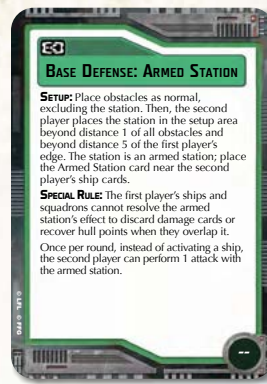 BASE DEFENSE: ARMED STATION
SETUP: Place obstacles as normal,
excluding the station. Then, the second
player places the station in the setup area
beyond distance 1 of all obstacles and
beyond distance 5 of the first player's
edge. The station is an armed station; place
the Armed Station card near the second
player's ship cards.
SPECIAL RULE: The first player's ships and
squadrons cannot resolve the armed
station's effect to discard damage cards or
recover hull points when they overlap it.
Once per round, instead of activating a ship,
the second player can perform 1 attack with
the armed station.
© LFL © FFG
--